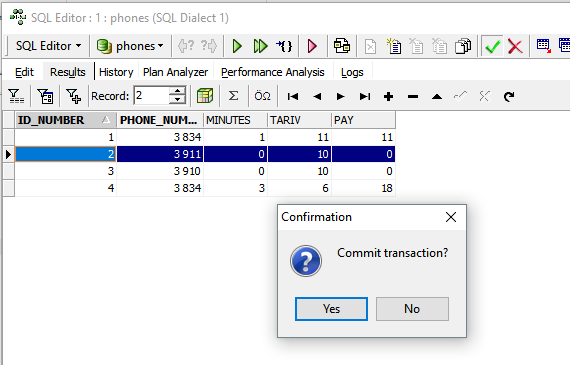 SQL Editor : 1 : phones (SQL Dialect 1)
SQL Editor phones
Edit Results History Plan Analyzer Performance Analysis Logs
Record: 2 Σ ÖΩ
ID_NUMBER PHONE_NUM... MINUTES TARIV PAY
1 3 834 1 11 11
2 3 911 0 10 0
3 3 910 0 10 0
4 3 834 3 6 18
Confirmation
Commit transaction?
Yes No